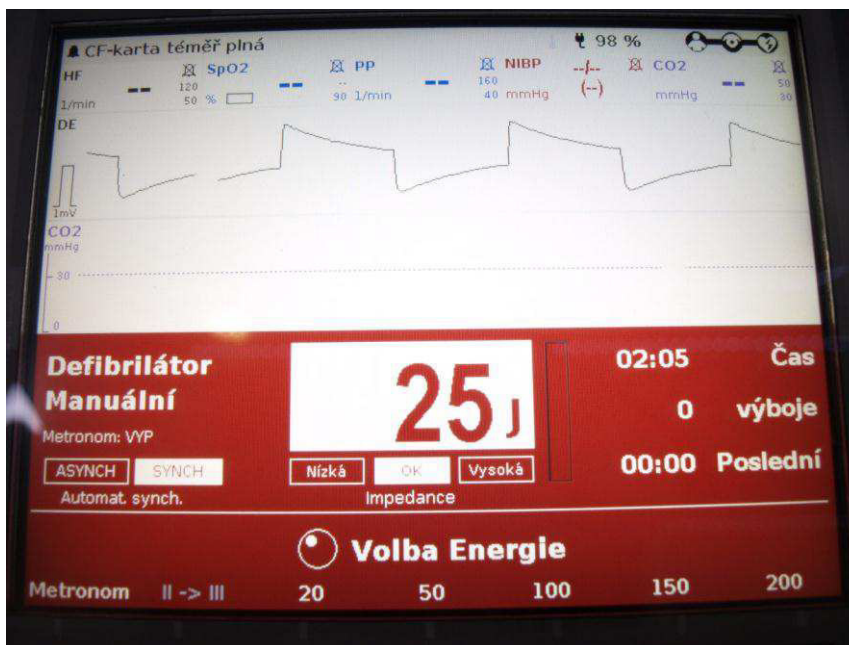 CF-karta téměř plná 98 %
HF -- SpO2 -- PP -- NIBP --/-- CO2 --
120 -- 160 (--) 50
1/min 50 % 90 1/min 40 mmHg mmHg 30
DE
1mV
CO2
mmHg
30
0
Defibrilátor 25 J 02:05 Čas
Manuální 0 výboje
Metronom: VYP
ASYNCH SYNCH Nízká OK Vysoká 00:00 Poslední
Automat. synch. Impedance
Volba Energie
Metronom II -> III 20 50 100 150 200